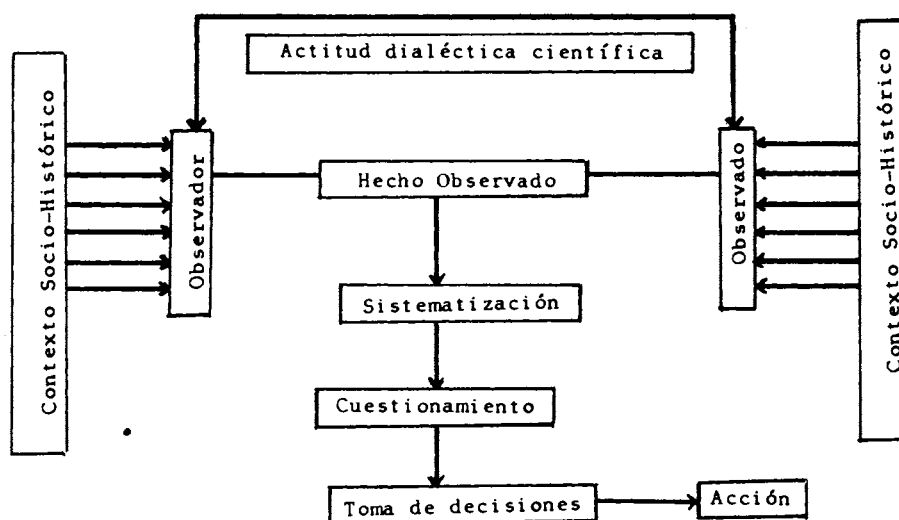 Actitud dialéctica científica
Contexto Socio-Histórico
Observador
Hecho Observado
Observado
Contexto Socio-Histórico
Sistematización
Cuestionamiento
Toma de decisiones
Acción